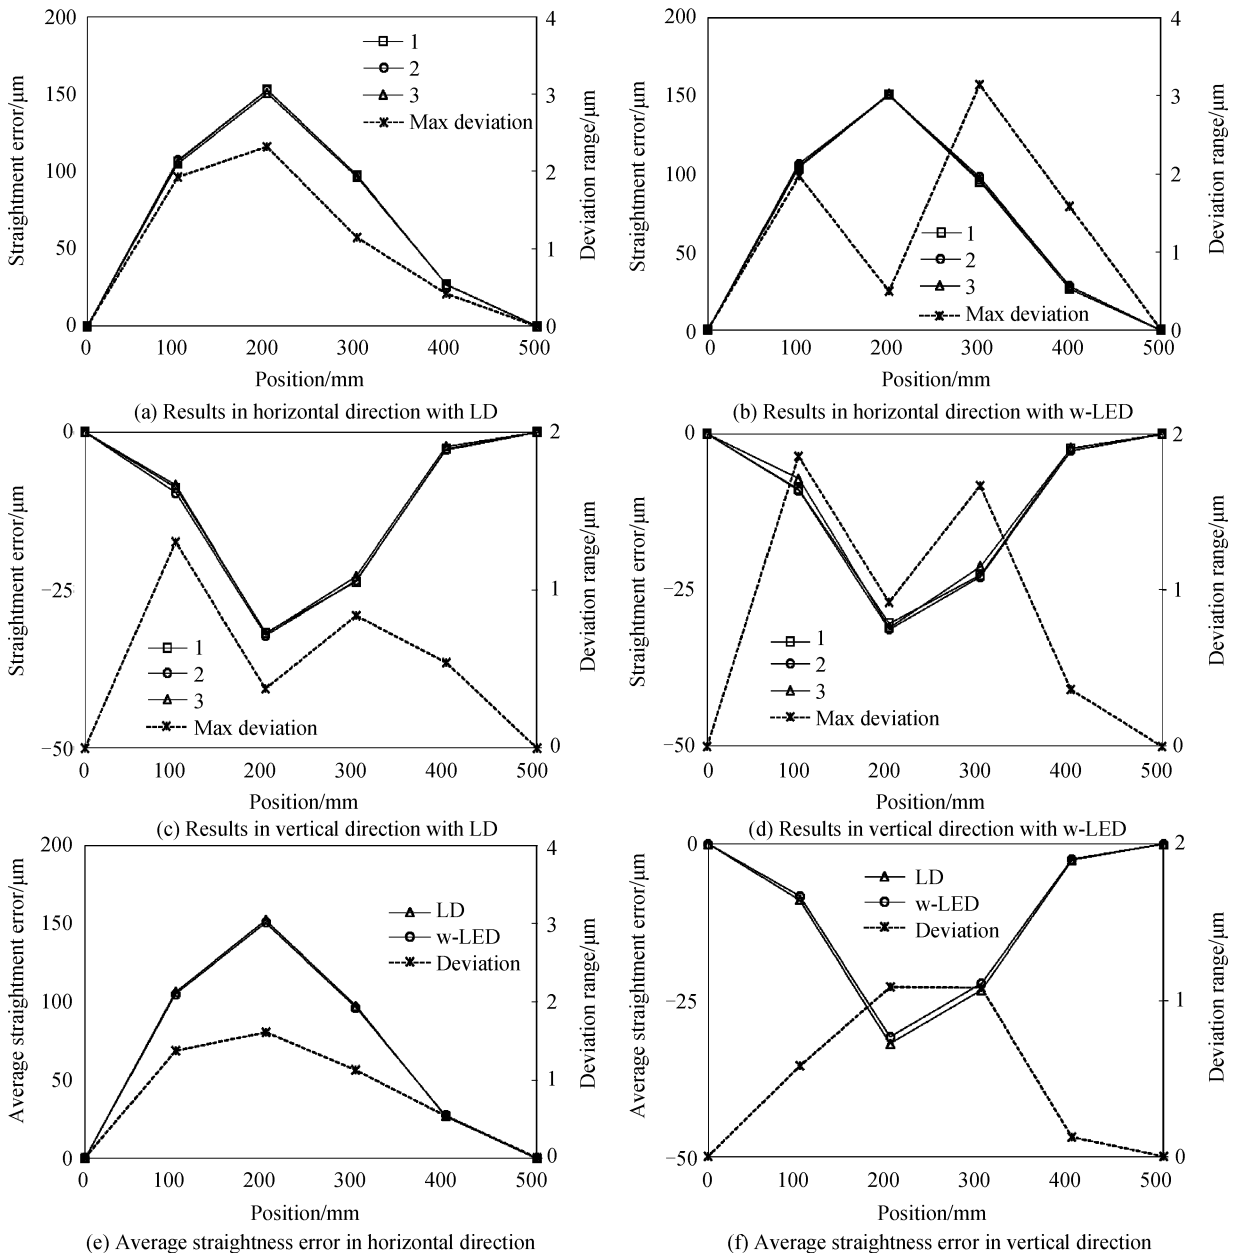 200
150
100
50
0
Straightment error/µm
4
3
2
1
0
Deviation range/µm
1
2
3
Max deviation
0 100 200 300 400 500
Position/mm
(a) Results in horizontal direction with LD
200
150
100
50
0
Straightment error/µm
4
3
2
1
0
Deviation range/µm
1
2
3
Max deviation
0 100 200 300 400 500
Position/mm
(b) Results in horizontal direction with w-LED
0
−25
−50
Straightment error/µm
2
1
0
Deviation range/µm
1
2
3
Max deviation
0 100 200 300 400 500
Position/mm
(c) Results in vertical direction with LD
0
−25
−50
Straightment error/µm
2
1
0
Deviation range/µm
1
2
3
Max deviation
0 100 200 300 400 500
Position/mm
(d) Results in vertical direction with w-LED
200
150
100
50
0
Average straightment error/µm
4
3
2
1
0
Deviation range/µm
LD
w-LED
Deviation
0 100 200 300 400 500
Position/mm
(e) Average straightness error in horizontal direction
0
−25
−50
Average straightment error/µm
2
1
0
Deviation range/µm
LD
w-LED
Deviation
0 100 200 300 400 500
Position/mm
(f) Average straightness error in vertical direction